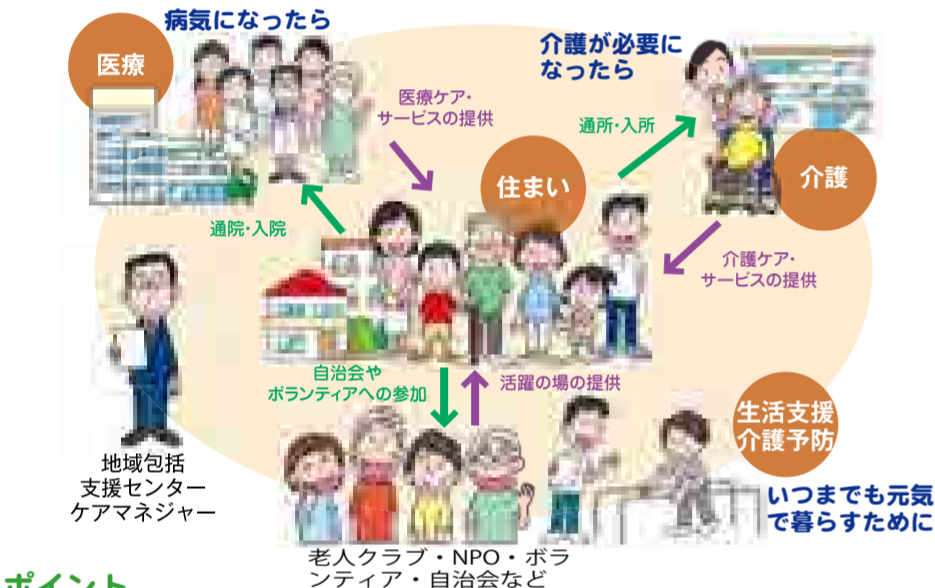 病気になったら
医療
介護が必要に
なったら
医療ケア・
サービスの提供
通所・入所
住まい
介護
通院・入院
介護ケア・
サービスの提供
自治会や
ボランティアへの参加
活躍の場の提供
生活支援
介護予防
地域包括
支援センター
ケアマネジャー
いつまでも元気
で暮らすために
老人クラブ・NPO・ボラ
ンティア・自治会など
ポイント